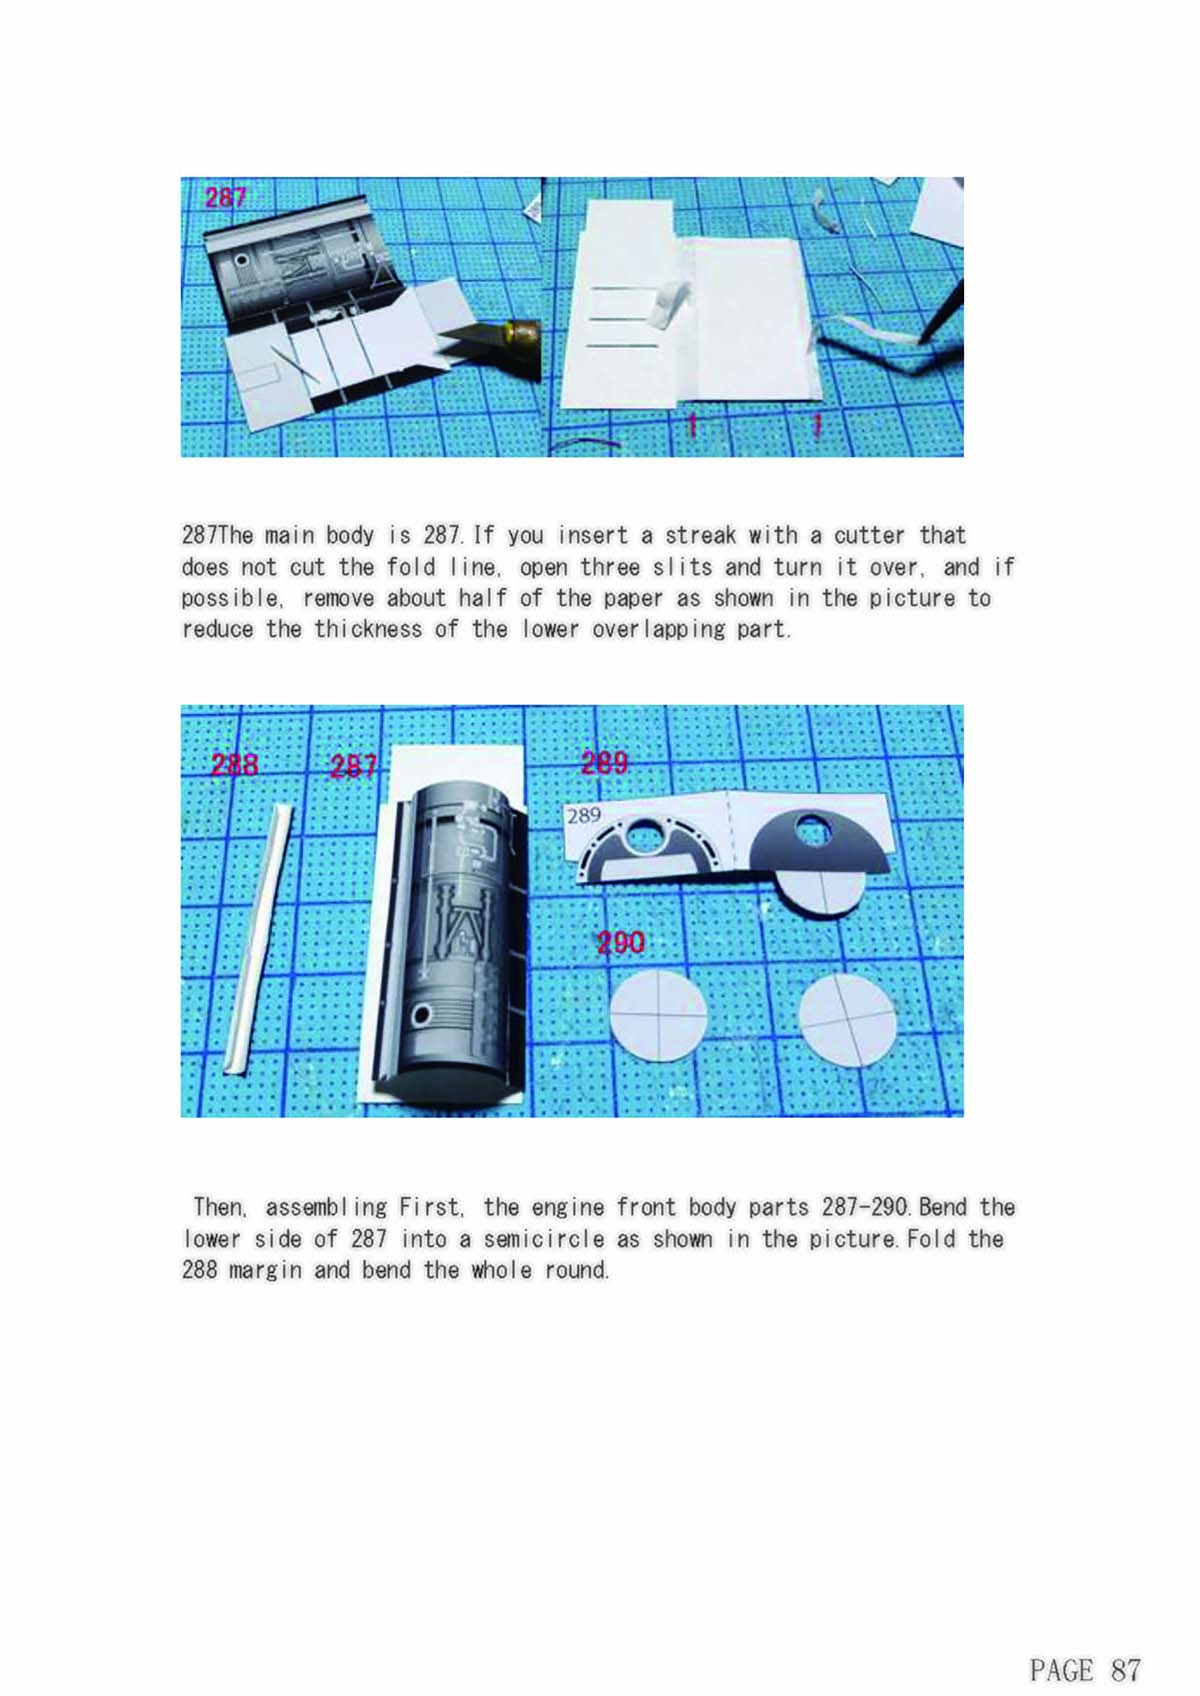 287
1 1
287The main body is 287.If you insert a streak with a cutter that
does not cut the fold line, open three slits and turn it over, and if
possible, remove about half of the paper as shown in the picture to
reduce the thickness of the lower overlapping part.
288 287 289
289
290
Then, assembling First, the engine front body parts 287-290.Bend the
lower side of 287 into a semicircle as shown in the picture.Fold the
288 margin and bend the whole round.
PAGE 87